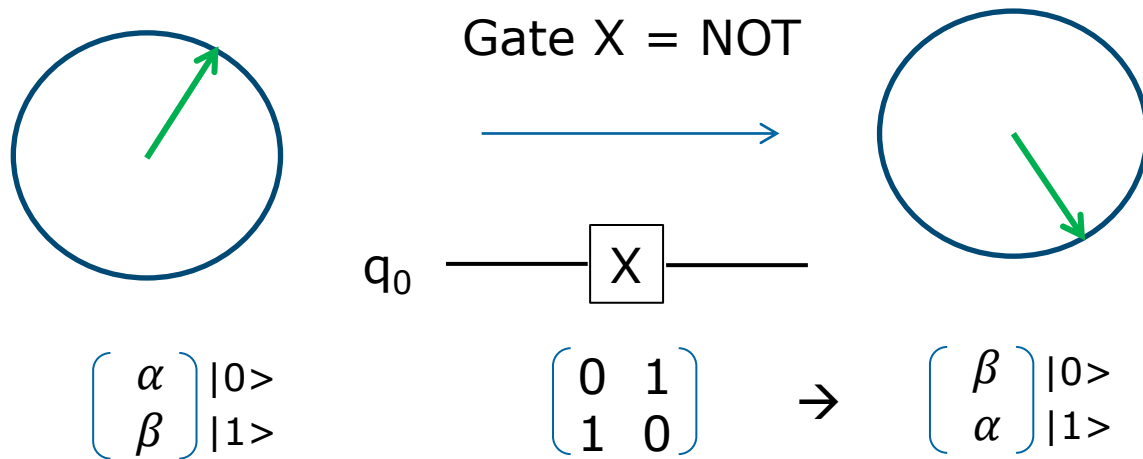 Gate X = NOT
q₀ X
α |0>
β |1>
0 1
1 0
→
β |0>
α |1>